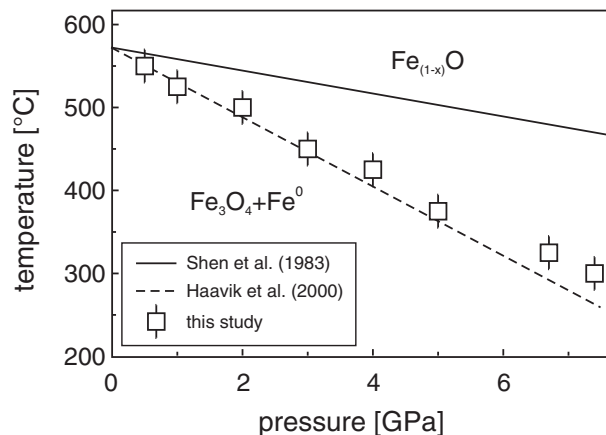 600
500
400
300
200
temperature [°C]
Fe(1-x)O
Fe3O4+Fe0
Shen et al. (1983)
Haavik et al. (2000)
this study
0
2
4
6
pressure [GPa]